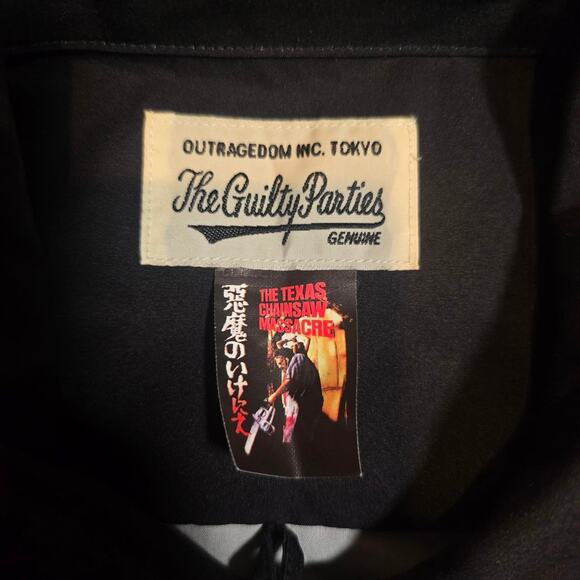 OUTRAGEDOM INC. TOKYO
The Guilty Parties
GENUINE
悪魔のいけにえ
THE TEXAS
CHAINSAW
MASSACRE